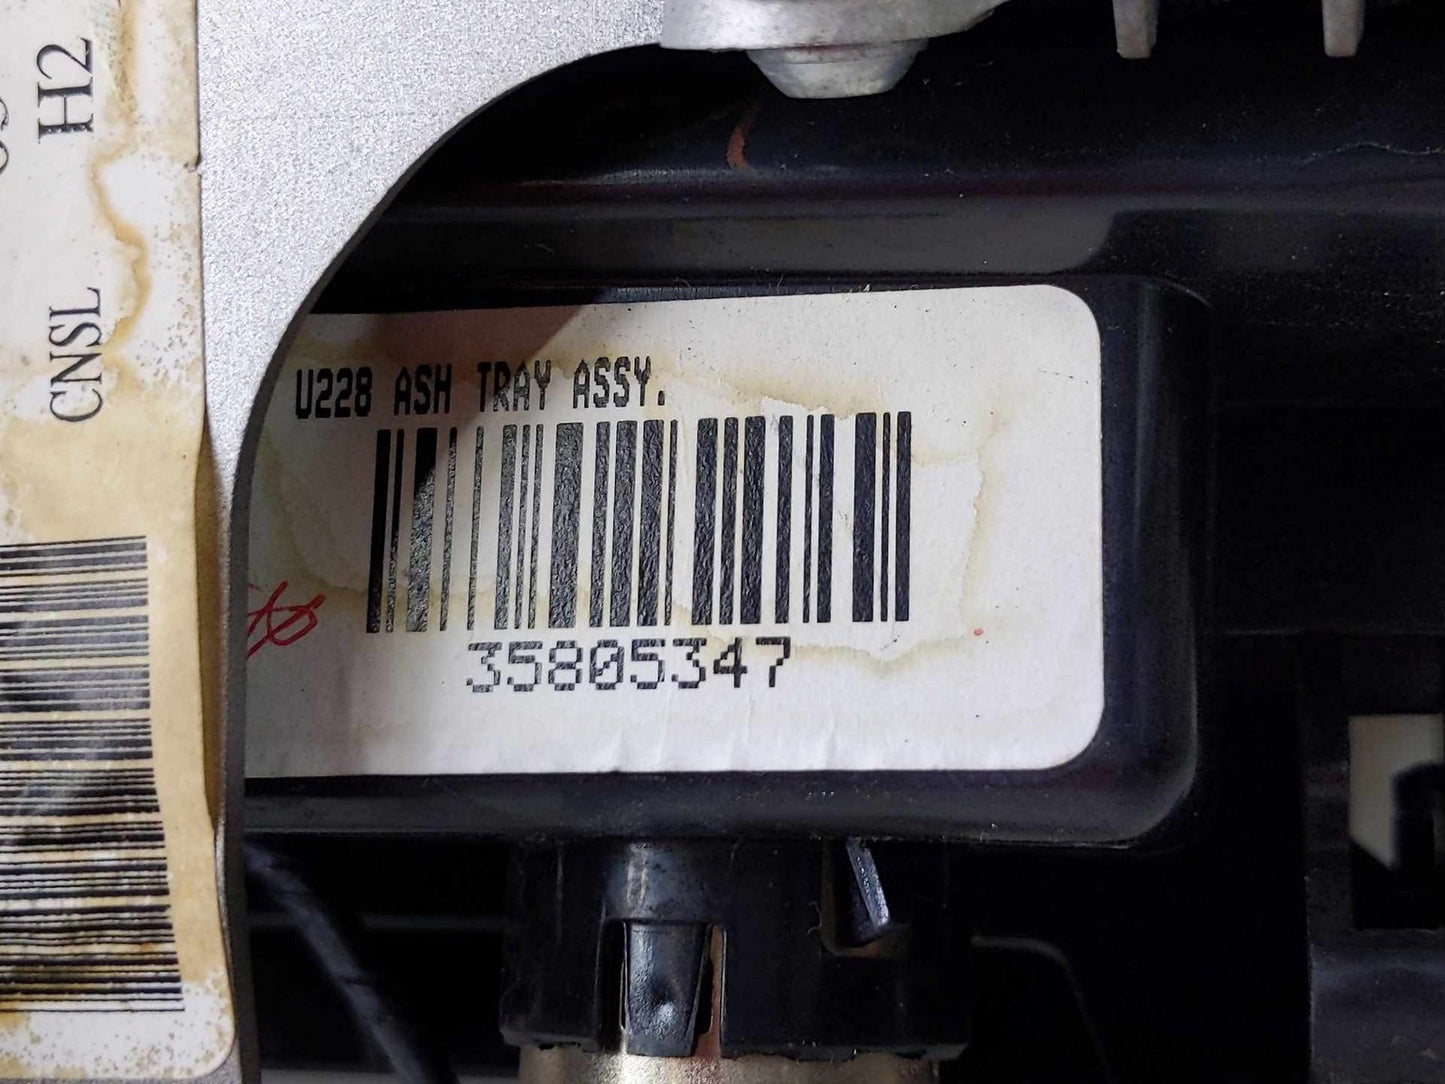 H2
CNSL
U228 ASH TRAY ASSY.
35805347